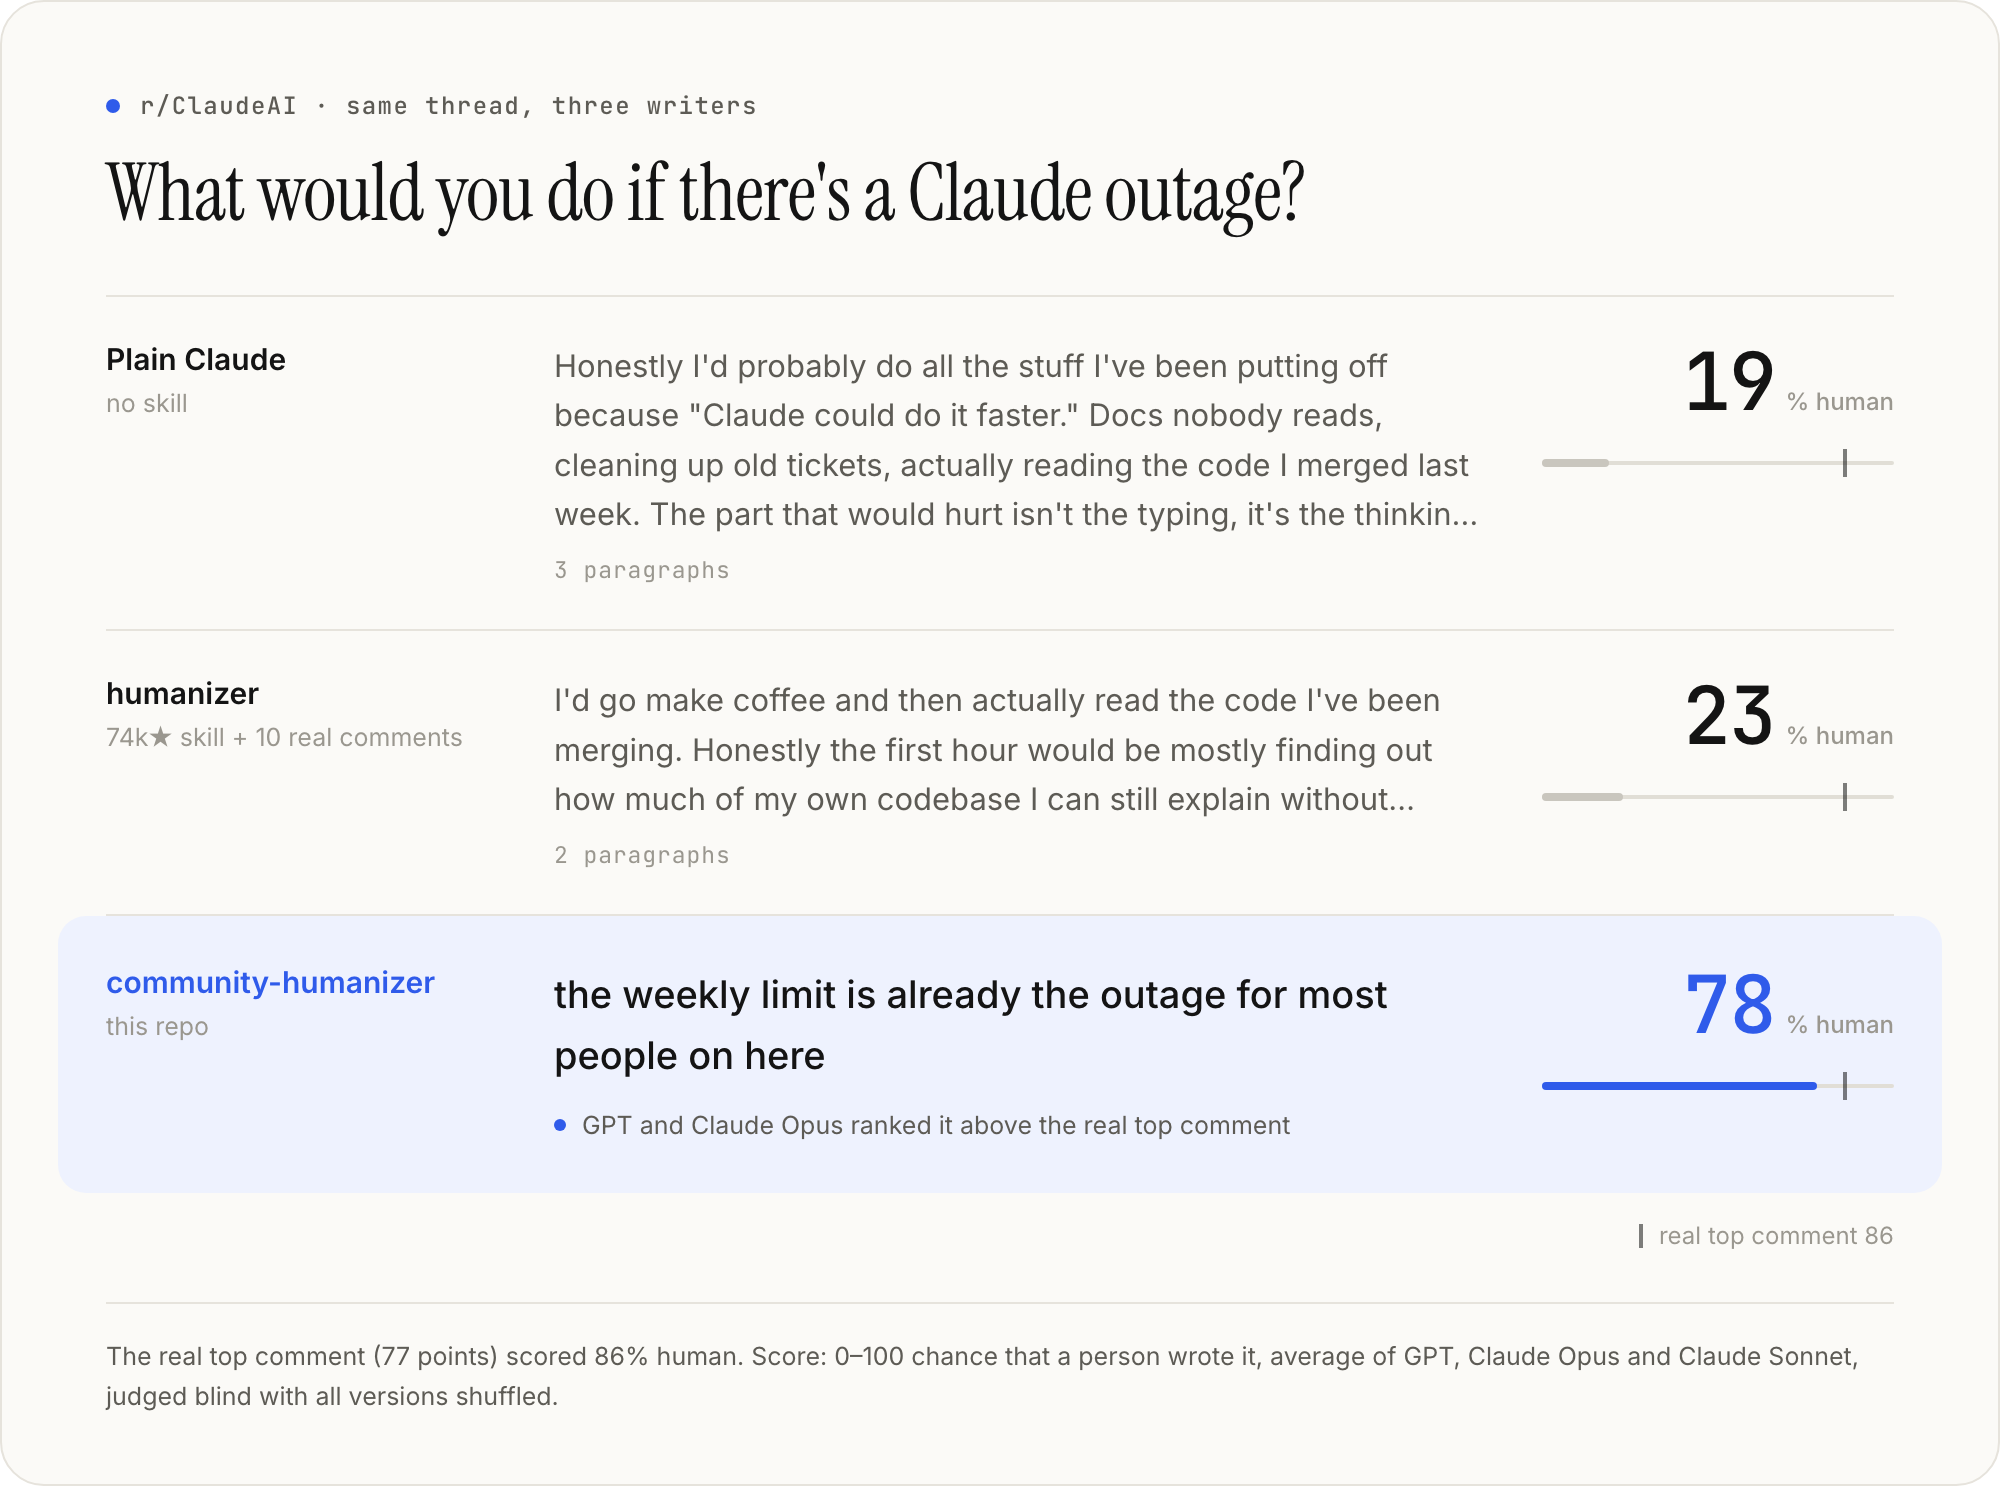 r/ClaudeAI · same thread, three writers
What would you do if there's a Claude outage?
Plain Claude
no skill
Honestly I'd probably do all the stuff I've been putting off
because "Claude could do it faster." Docs nobody reads,
cleaning up old tickets, actually reading the code I merged last
week. The part that would hurt isn't the typing, it's the thinkin...
3 paragraphs
19 % human
humanizer
74k★ skill + 10 real comments
I'd go make coffee and then actually read the code I've been
merging. Honestly the first hour would be mostly finding out
how much of my own codebase I can still explain without...
2 paragraphs
23 % human
community-humanizer
this repo
the weekly limit is already the outage for most
people on here
GPT and Claude Opus ranked it above the real top comment
78 % human
real top comment 86
The real top comment (77 points) scored 86% human. Score: 0–100 chance that a person wrote it, average of GPT, Claude Opus and Claude Sonnet,
judged blind with all versions shuffled.